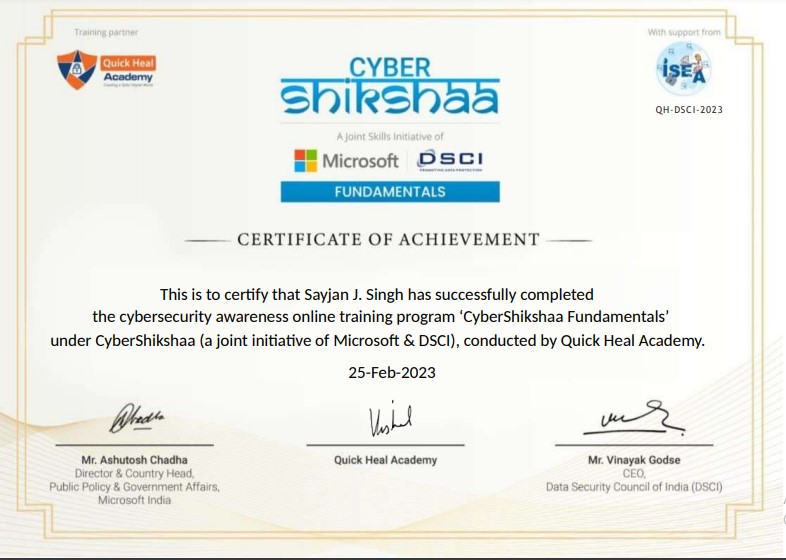 Training partner
With support from
Quick Heal
Academy
ISEA
QH-DSCI-2023
CYBER
shikshaa
A Joint Skills Initiative of
Microsoft
DSCI
PROMOTING DATA PROTECTION
FUNDAMENTALS
CERTIFICATE OF ACHIEVEMENT
This is to certify that Sayjan J. Singh has successfully completed
the cybersecurity awareness online training program ‘CyberShikshaa Fundamentals’
under CyberShikshaa (a joint initiative of Microsoft & DSCI), conducted by Quick Heal Academy.
25-Feb-2023
Mr. Ashutosh Chadha
Director & Country Head,
Public Policy & Government Affairs,
Microsoft India
Vishal
Quick Heal Academy
Mr. Vinayak Godse
CEO,
Data Security Council of India (DSCI)